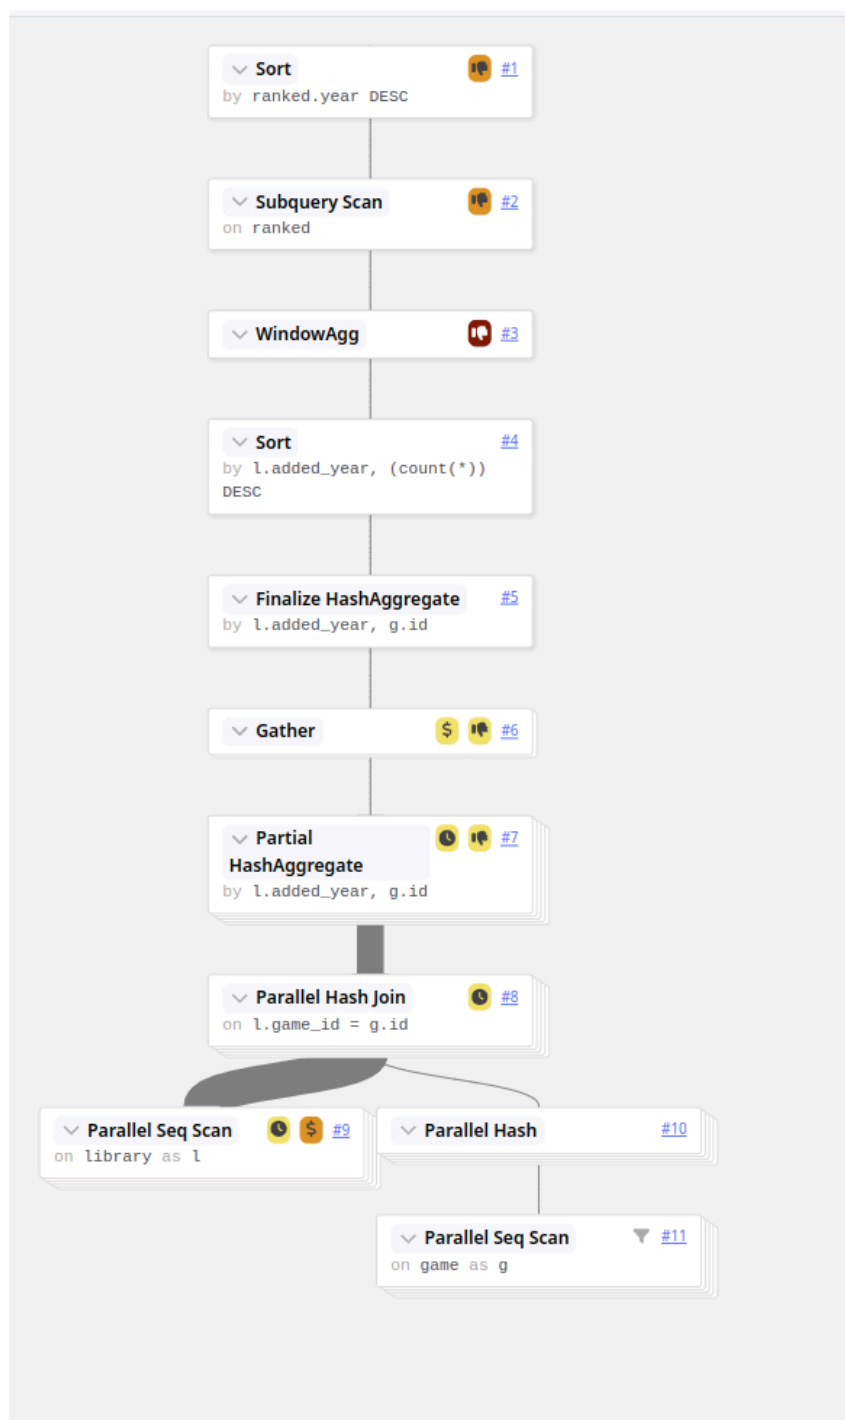 Sort #1
by ranked.year DESC
Subquery Scan #2
on ranked
WindowAgg #3
Sort #4
by l.added_year, (count(*))
DESC
Finalize HashAggregate #5
by l.added_year, g.id
Gather $ #6
Partial #7
HashAggregate
by l.added_year, g.id
Parallel Hash Join #8
on l.game_id = g.id
Parallel Seq Scan $ #9
on library as l
Parallel Hash #10
Parallel Seq Scan #11
on game as g